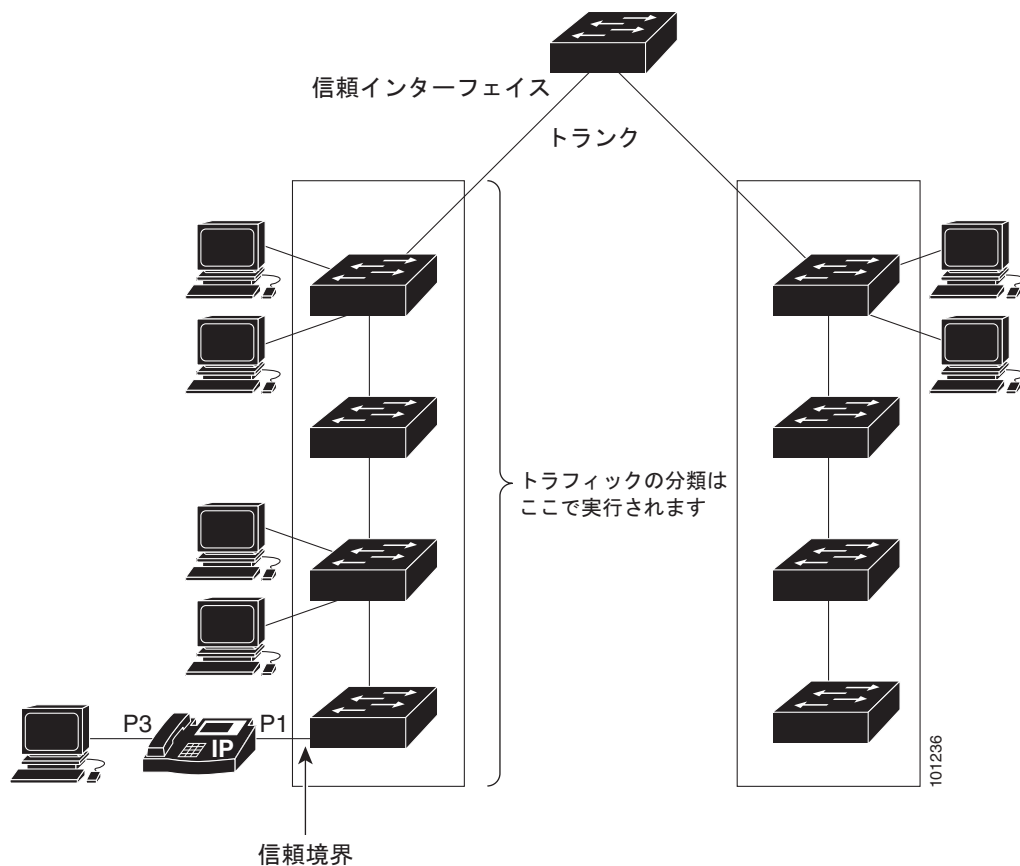 信頼インターフェイス
トランク
トラフィックの分類は
ここで実行されます
P3
IP
P1
信頼境界
101236